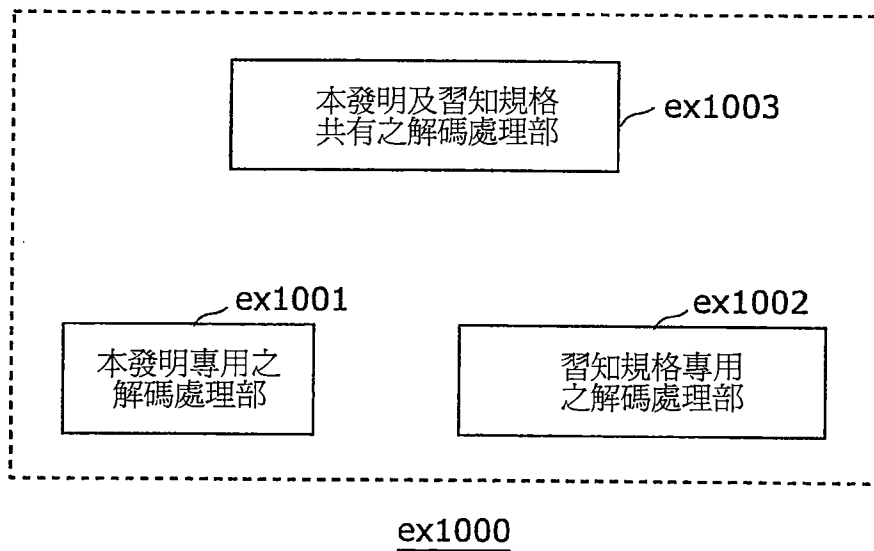 本發明及習知規格
共有之解碼處理部
ex1003
ex1001
本發明專用之
解碼處理部
ex1002
習知規格專用
之解碼處理部
ex1000